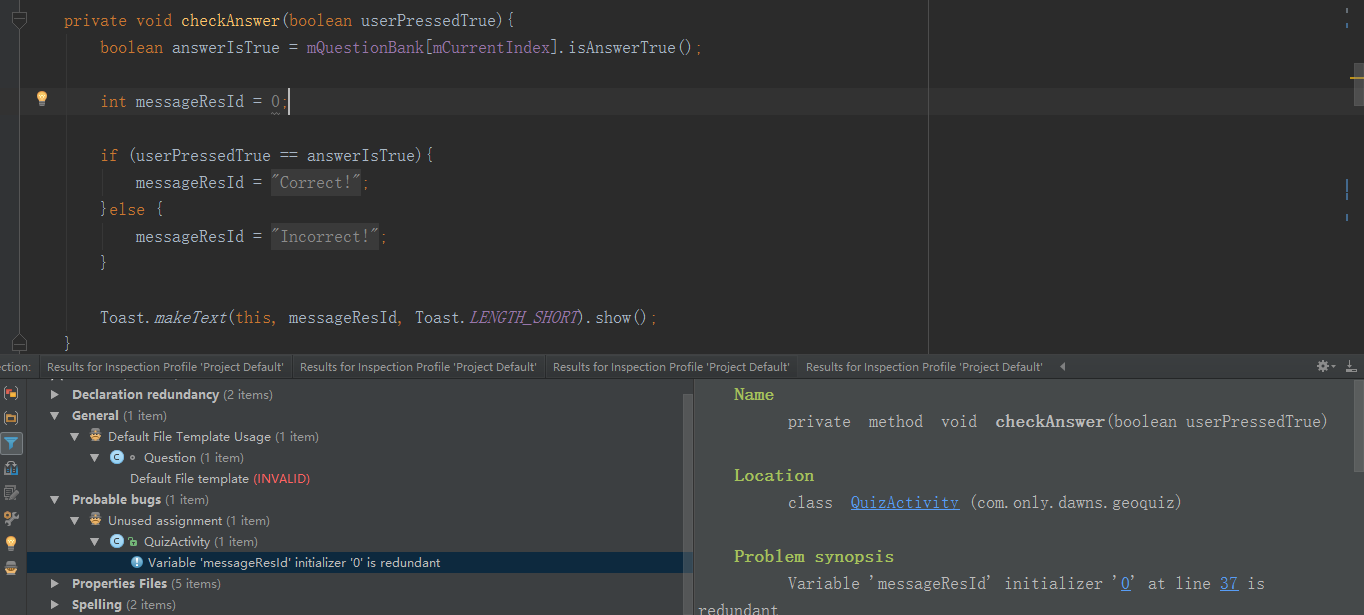 private void checkAnswer(boolean userPressedTrue){
boolean answerIsTrue = mQuestionBank[mCurrentIndex].isAnswerTrue();
int messageResId = 0;
if (userPressedTrue == answerIsTrue){
messageResId = "Correct!";
}else {
messageResId = "Incorrect!";
}
Toast.makeText(this, messageResId, Toast.LENGTH_SHORT).show();
}
ction: Results for Inspection Profile 'Project Default' Results for Inspection Profile 'Project Default' Results for Inspection Profile 'Project Default' Results for Inspection Profile 'Project Default'
Declaration redundancy (2 items)
General (1 item)
Default File Template Usage (1 item)
Question (1 item)
Default File template (INVALID)
Probable bugs (1 item)
Unused assignment (1 item)
QuizActivity (1 item)
Variable 'messageResId' initializer '0' is redundant
Properties Files (5 items)
Spelling (2 items)
Name
private method void checkAnswer(boolean userPressedTrue)
Location
class QuizActivity (com.only.dawns.geoquiz)
Problem synopsis
Variable 'messageResId' initializer '0' at line 37 is
redundant